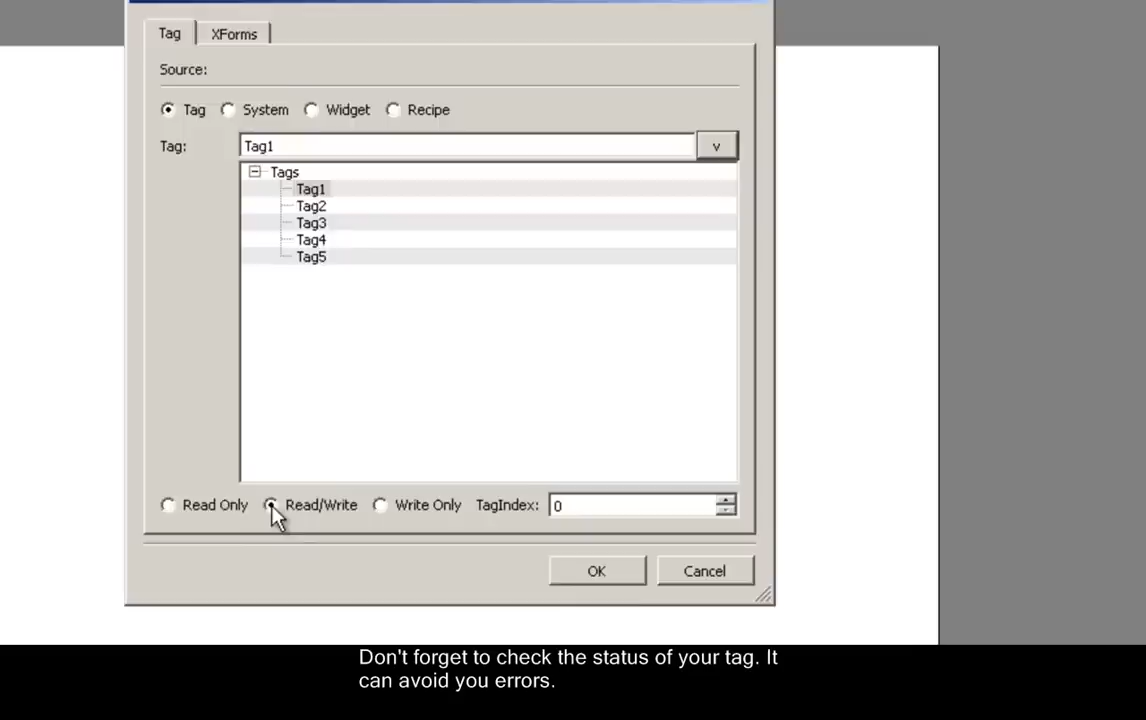 Tag XForms
Source:
Tag System Widget Recipe
Tag: Tag1 v
Tags
Tag1
Tag2
Tag3
Tag4
Tag5
Read Only Read/Write Write Only TagIndex: 0
OK Cancel
Don't forget to check the status of your tag. It
can avoid you errors.